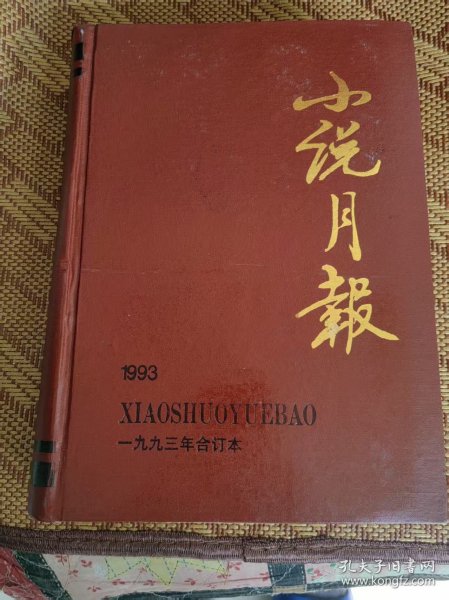 小说月報
1993
XIAOSHUOYUEBAO
一九九三年合订本
孔夫子旧书网
www.kongfz.com